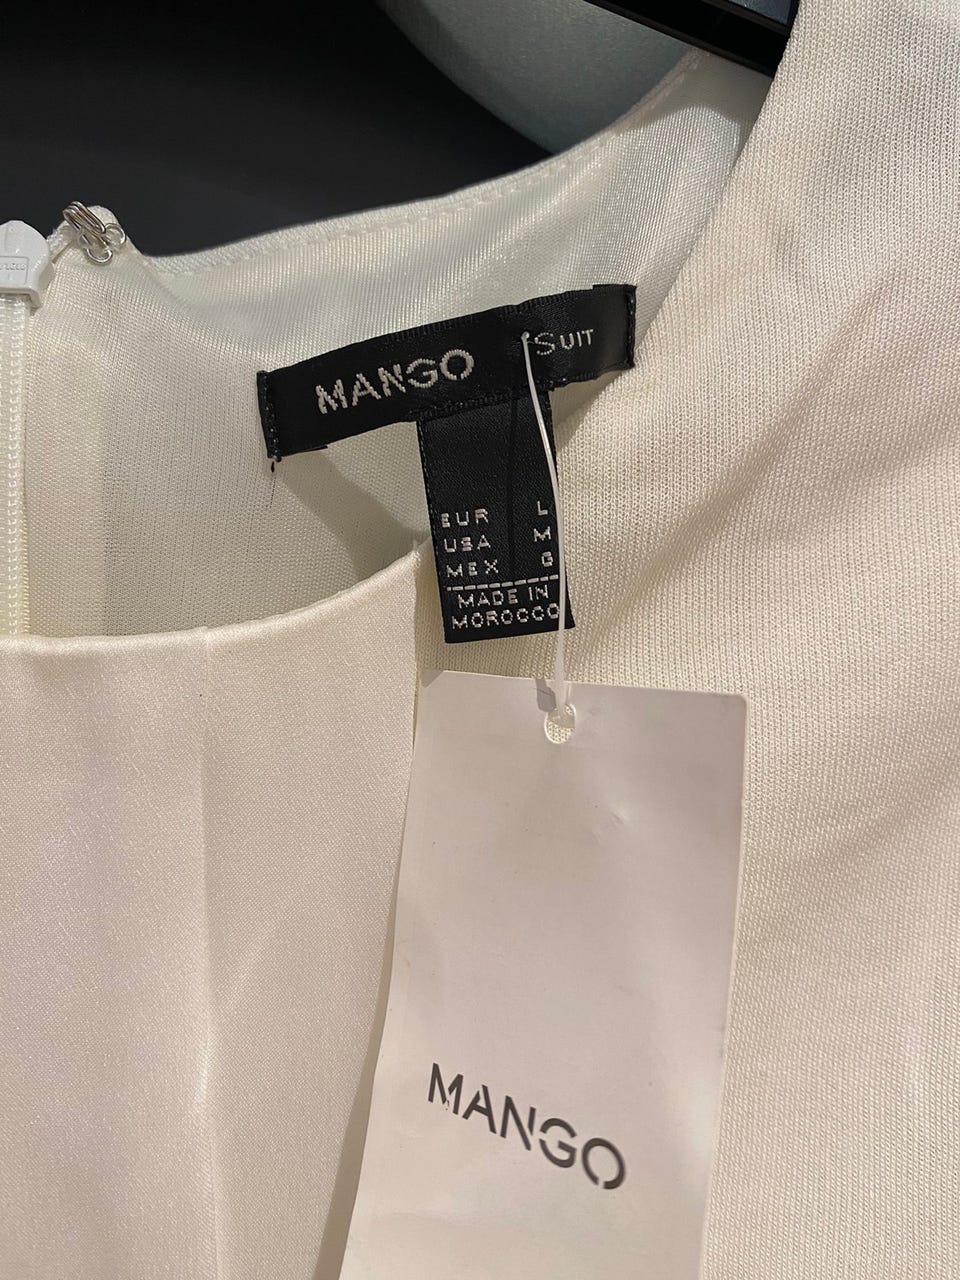 MANGO SUIT
EUR L
USA M
MEX G
MADE IN
MOROCCO
MANGO